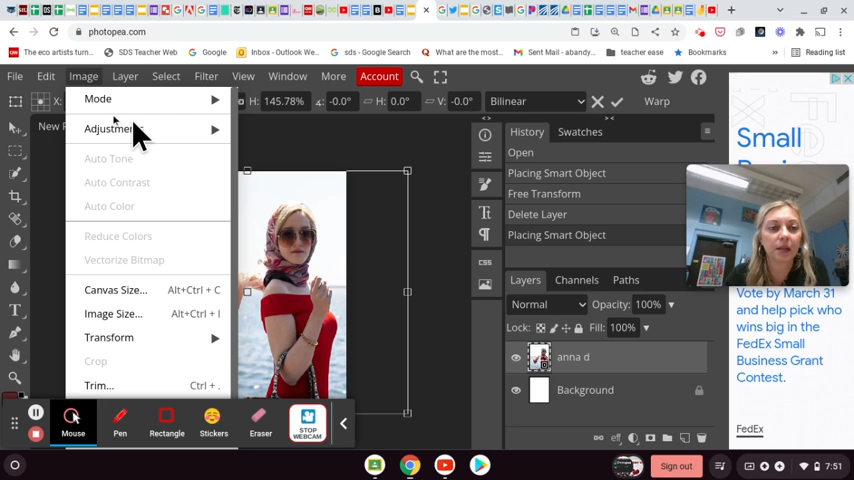 photopea.com
The eco artists turn...
SDS Teacher Web
Google
Inbox - Outlook We...
sds - Google Search
What are the most...
Sent Mail - abandy...
teacher ease
Bookmarks
»
Reading list
File
Edit
Image
Layer
Select
Filter
View
Window
More
Account
X:
H: 145.78%
-0.0°
H: 0.0°
V: -0.0°
Bilinear
Warp
New P
Mode
Adjustmen
Auto Tone
Auto Contrast
Auto Color
Reduce Colors
Vectorize Bitmap
Canvas Size... Alt+Ctrl + C
Image Size... Alt+Ctrl + I
Transform
Crop
Trim... Ctrl + .
< >
> <
CSS
History
Swatches
Open
Placing Smart Object
Free Transform
Delete Layer
Placing Smart Object
Layers
Channels
Paths
Normal
Opacity: 100%
Lock:
Fill: 100%
anna d
Background
eff
Small
Vote by March 31
and help pick who
wins big in the
FedEx Small
Business Grant
Contest.
FedEx
Mouse
Pen
Rectangle
Stickers
Eraser
STOP
WEBCAM
Sign out
7:51